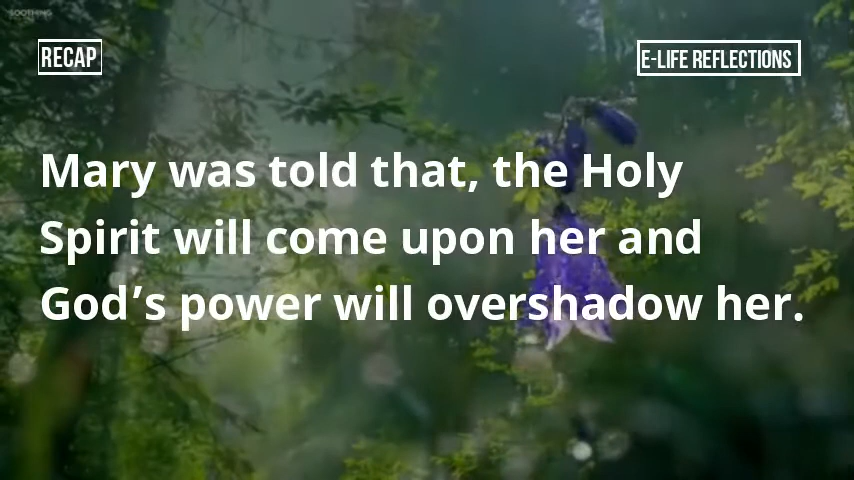 SOOTHING
RECAP
E-LIFE REFLECTIONS
Mary was told that, the Holy
Spirit will come upon her and
God’s power will overshadow her.